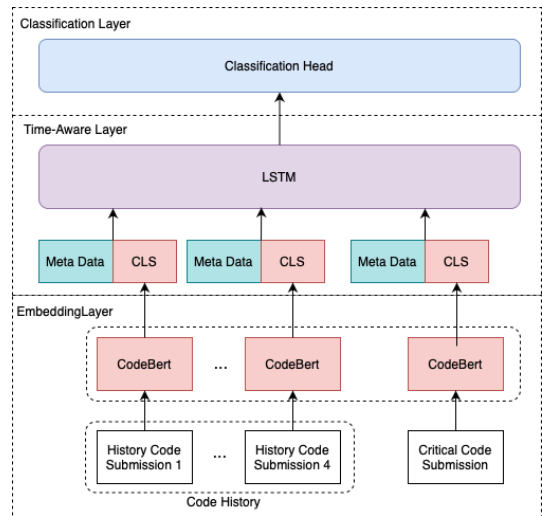 Classification Layer
Classification Head
Time-Aware Layer
LSTM
Meta Data CLS Meta Data CLS Meta Data CLS
EmbeddingLayer
CodeBert ... CodeBert CodeBert
History Code ... History Code Critical Code
Submission 1 Submission 4 Submission
Code History